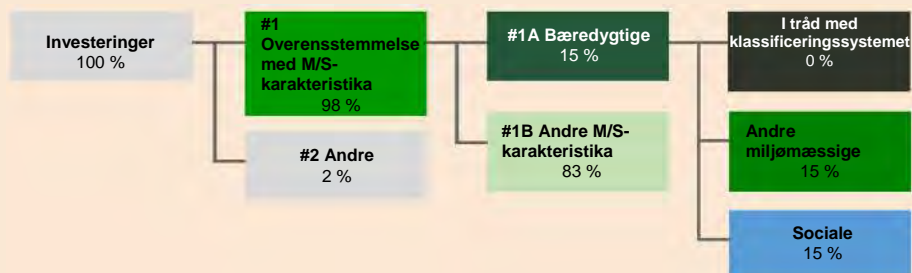 Investeringer
100 %
#1
Overensstemmelse
med M/S-
karakteristika
98 %
#2 Andre
2 %
#1A Bæredygtige
15 %
#1B Andre M/S-
karakteristika
83 %
I tråd med
klassificeringssystemet
0 %
Andre
miljømæssige
15 %
Sociale
15 %